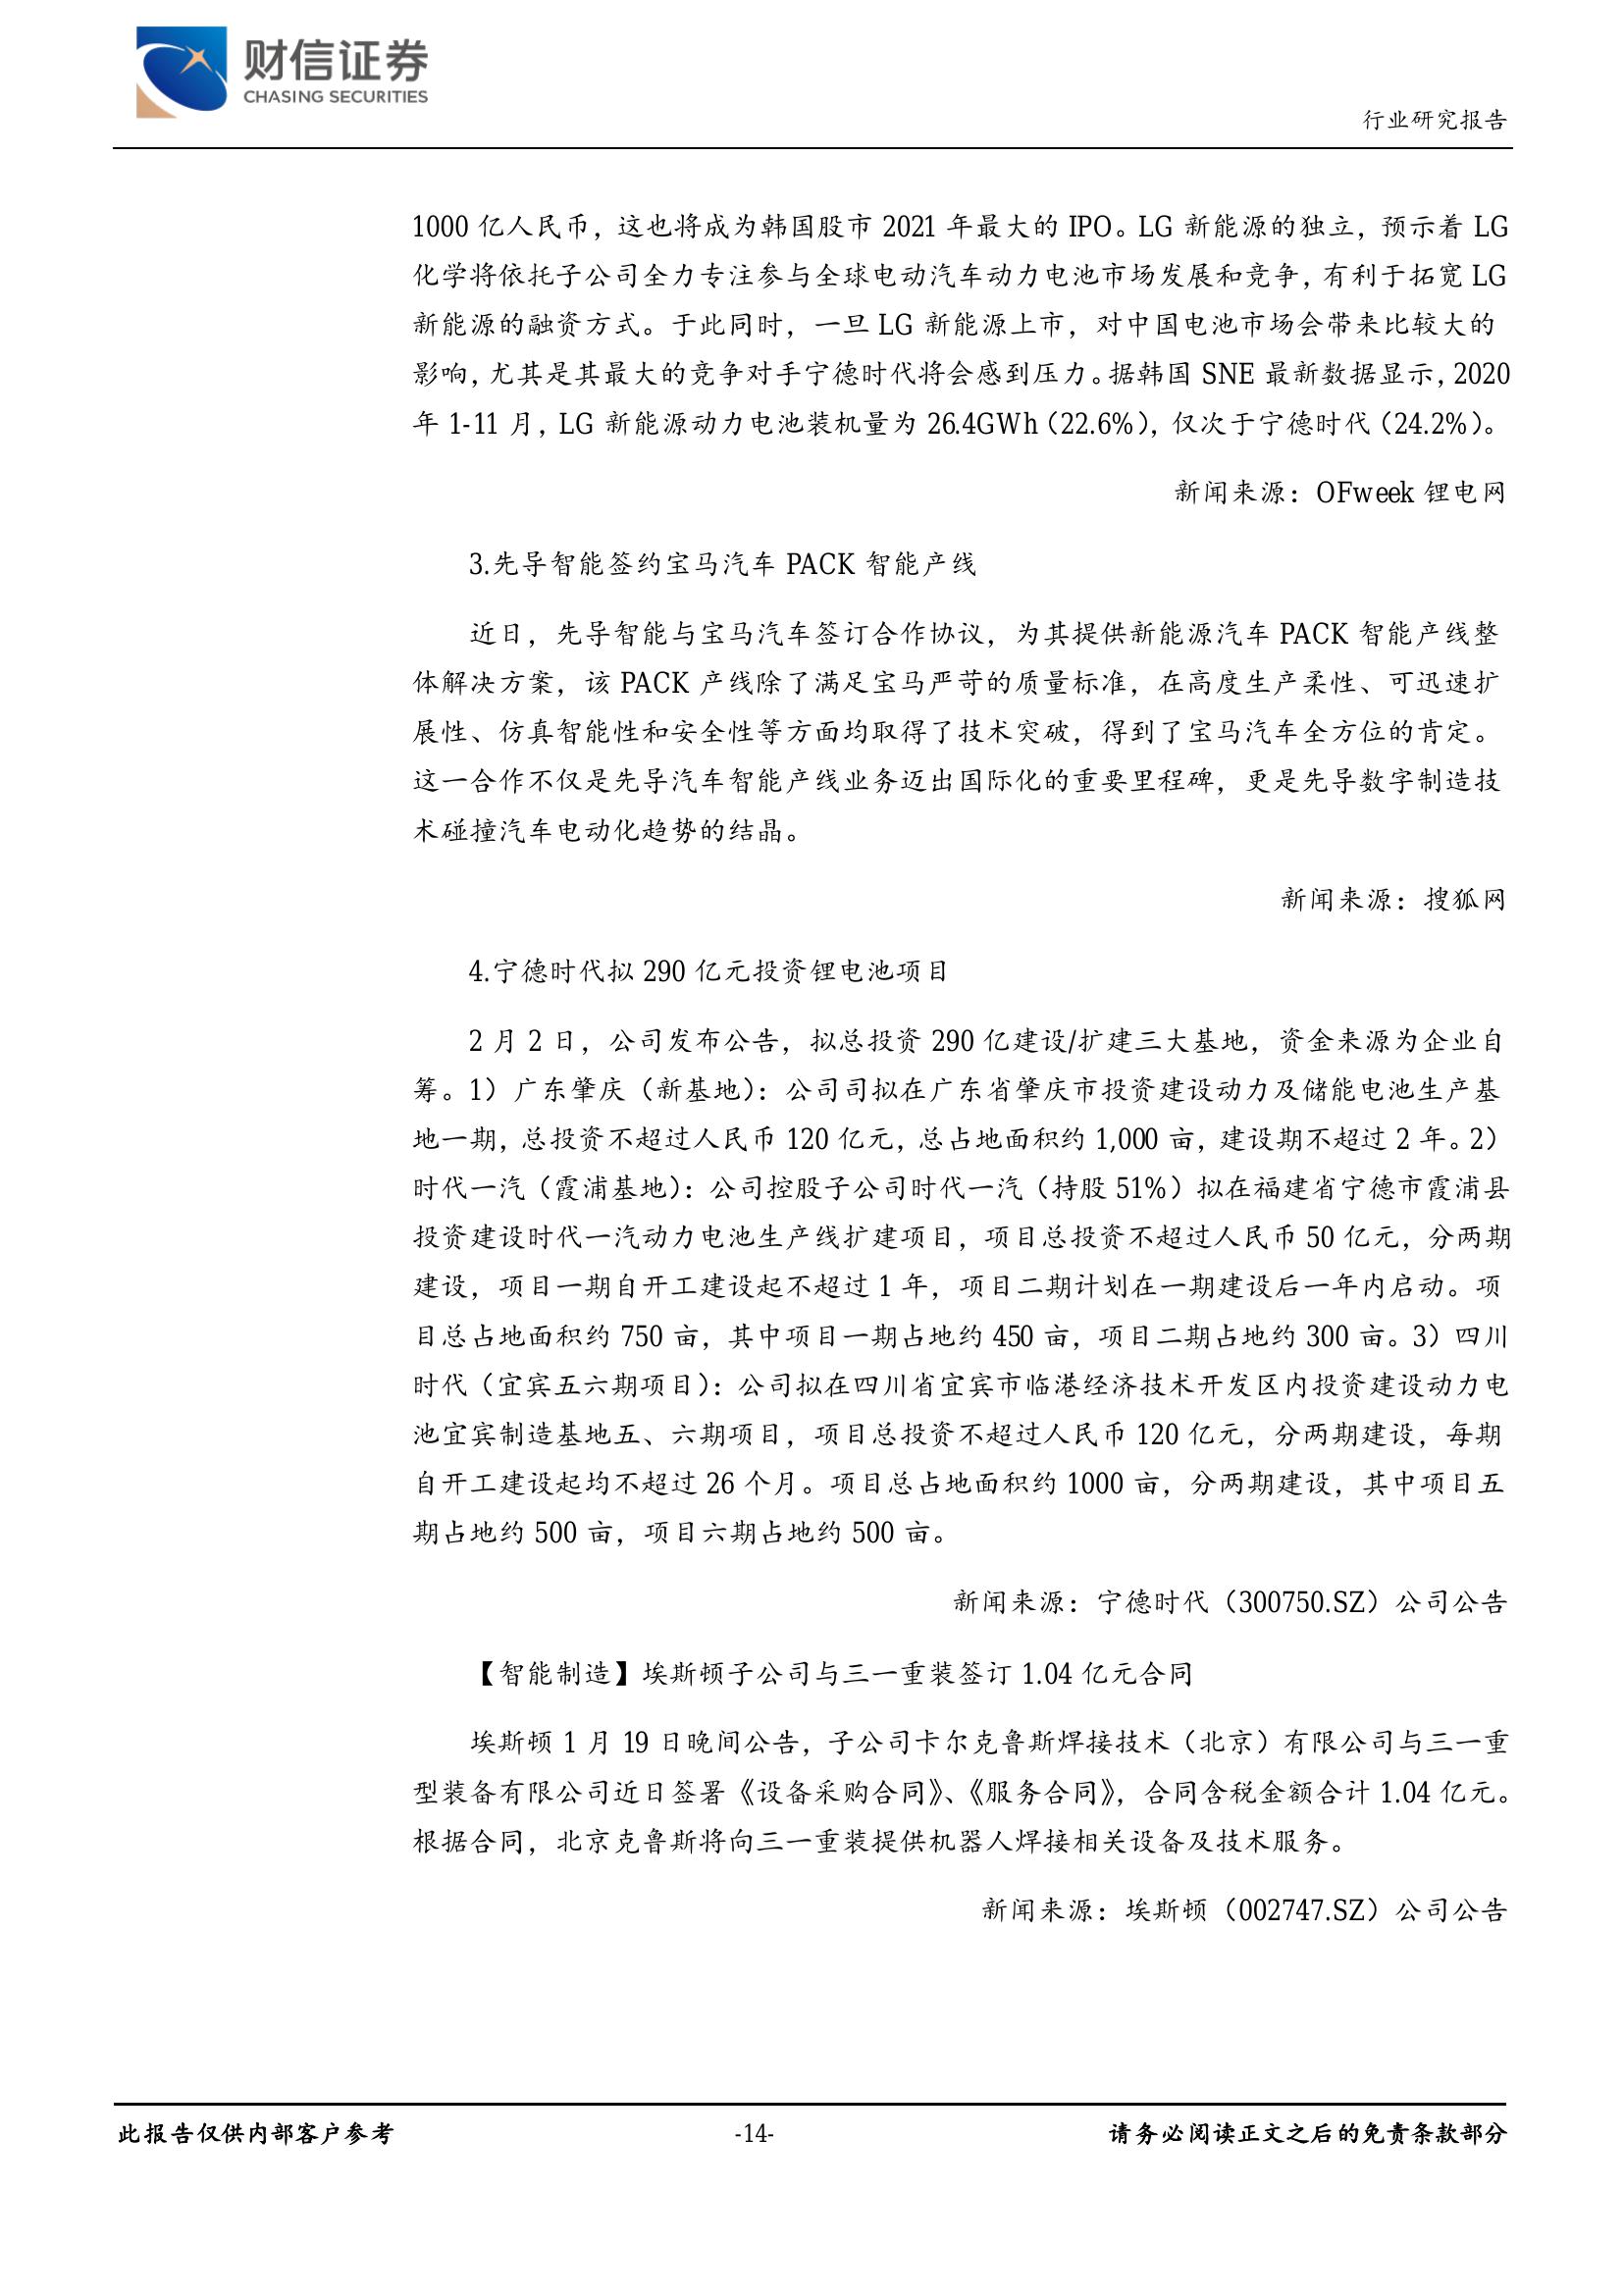 财信证券
CHASING SECURITIES
行业研究报告
1000 亿人民币，这也将成为韩国股市 2021 年最大的 IPO。LG 新能源的独立，预示着 LG
化学将依托子公司全力专注参与全球电动汽车动力电池市场发展和竞争，有利于拓宽 LG
新能源的融资方式。于此同时，一旦 LG 新能源上市，对中国电池市场会带来比较大的
影响，尤其是其最大的竞争对手宁德时代将会感到压力。据韩国 SNE 最新数据显示，2020
年 1-11 月，LG 新能源动力电池装机量为 26.4GWh（22.6%），仅次于宁德时代（24.2%）。
新闻来源：OFweek 锂电网
3.先导智能签约宝马汽车 PACK 智能产线
近日，先导智能与宝马汽车签订合作协议，为其提供新能源汽车 PACK 智能产线整
体解决方案，该 PACK 产线除了满足宝马严苛的质量标准，在高度生产柔性、可迅速扩
展性、仿真智能性和安全性等方面均取得了技术突破，得到了宝马汽车全方位的肯定。
这一合作不仅是先导汽车智能产线业务迈出国际化的重要里程碑，更是先导数字制造技
术碰撞汽车电动化趋势的结晶。
新闻来源：搜狐网
4.宁德时代拟 290 亿元投资锂电池项目
2 月 2 日，公司发布公告，拟总投资 290 亿建设/扩建三大基地，资金来源为企业自
筹。1）广东肇庆（新基地）：公司司拟在广东省肇庆市投资建设动力及储能电池生产基
地一期，总投资不超过人民币 120 亿元，总占地面积约 1,000 亩，建设期不超过 2 年。2）
时代一汽（霞浦基地）：公司控股子公司时代一汽（持股 51%）拟在福建省宁德市霞浦县
投资建设时代一汽动力电池生产线扩建项目，项目总投资不超过人民币 50 亿元，分两期
建设，项目一期自开工建设起不超过 1 年，项目二期计划在一期建设后一年内启动。项
目总占地面积约 750 亩，其中项目一期占地约 450 亩，项目二期占地约 300 亩。3）四川
时代（宜宾五六期项目）：公司拟在四川省宜宾市临港经济技术开发区内投资建设动力电
池宜宾制造基地五、六期项目，项目总投资不超过人民币 120 亿元，分两期建设，每期
自开工建设起均不超过 26 个月。项目总占地面积约 1000 亩，分两期建设，其中项目五
期占地约 500 亩，项目六期占地约 500 亩。
新闻来源：宁德时代（300750.SZ）公司公告
【智能制造】埃斯顿子公司与三一重装签订 1.04 亿元合同
埃斯顿 1 月 19 日晚间公告，子公司卡尔克鲁斯焊接技术（北京）有限公司与三一重
型装备有限公司近日签署《设备采购合同》、《服务合同》，合同含税金额合计 1.04 亿元。
根据合同，北京克鲁斯将向三一重装提供机器人焊接相关设备及技术服务。
新闻来源：埃斯顿（002747.SZ）公司公告
此报告仅供内部客户参考
-14-
请务必阅读正文之后的免责条款部分